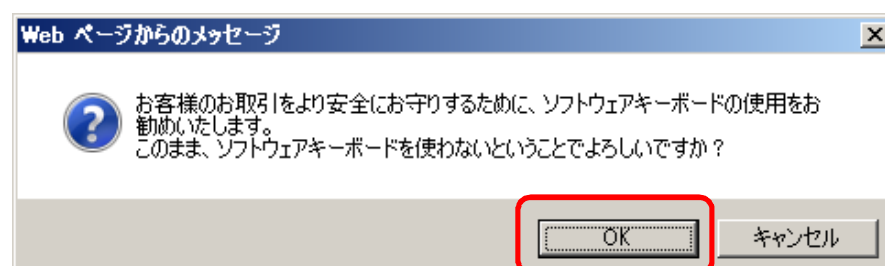 Web ページからのメッセージ
お客様のお取引をより安全にお守りするために、ソフトウェアキーボードの使用をお
勧めいたします。
このまま、ソフトウェアキーボードを使わないということでよろしいですか？
OK
キャンセル